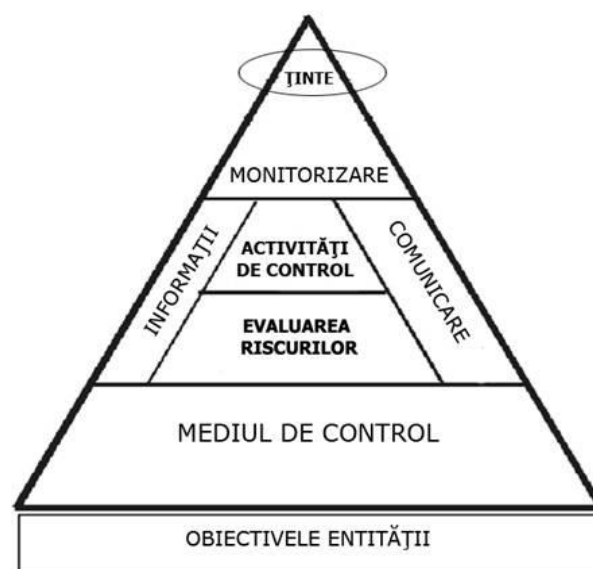 ŢINTE
MONITORIZARE
INFORMAŢII
ACTIVITĂŢI
DE CONTROL
COMUNICARE
EVALUAREA
RISCURILOR
MEDIUL DE CONTROL
OBIECTIVELE ENTITĂŢII